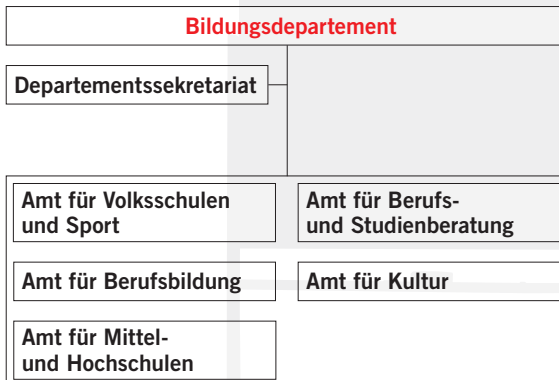 Bildungsdepartement
Departementssekretariat
Amt für Volksschulen
und Sport
Amt für Berufs-
und Studienberatung
Amt für Berufsbildung
Amt für Kultur
Amt für Mittel-
und Hochschulen